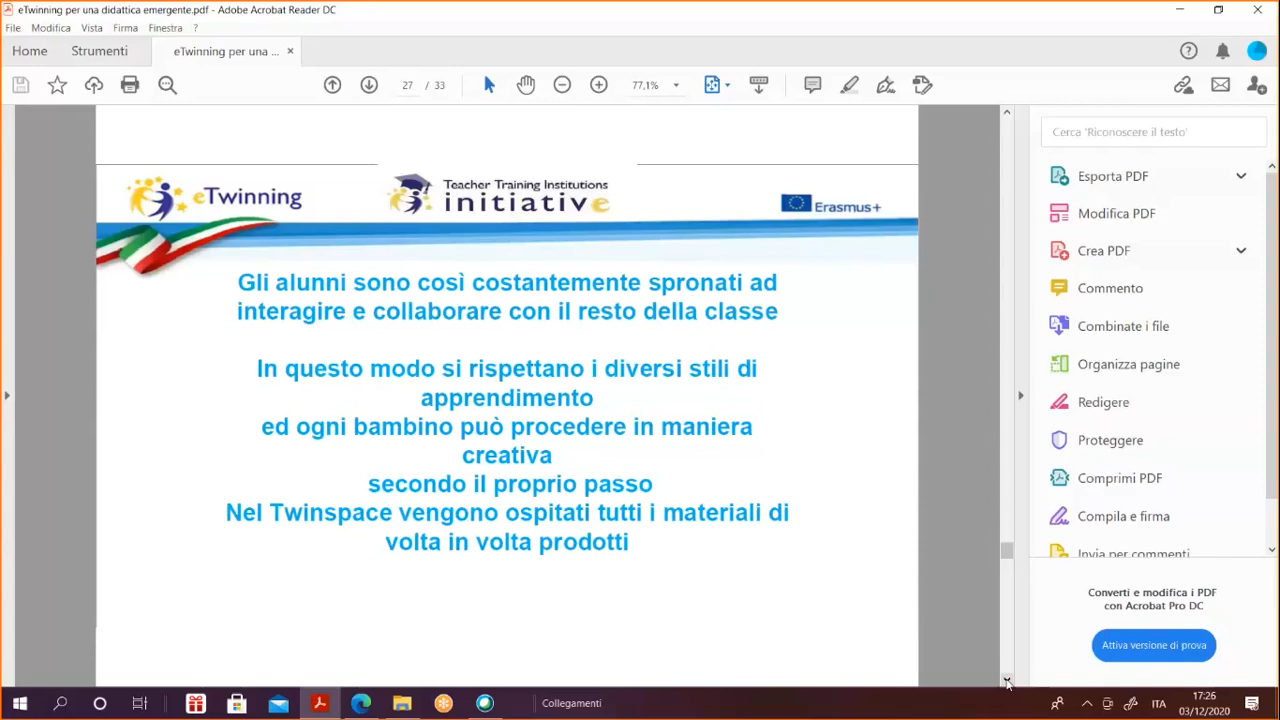 eTwinning per una didattica emergente.pdf - Adobe Acrobat Reader DC
File Modifica Vista Firma Finestra ?
Home Strumenti eTwinning per una ... ×
27 / 33 77,1%
Cerca 'Riconoscere il testo'
Esporta PDF
Modifica PDF
Crea PDF
Commento
Combinate i file
Organizza pagine
Redigere
Proteggere
Comprimi PDF
Compila e firma
Invia per commenti
Converti e modifica i PDF
con Acrobat Pro DC
Attiva versione di prova
eTwinning
Teacher Training Institutions
initiative
Erasmus+
Gli alunni sono così costantemente spronati ad
interagire e collaborare con il resto della classe
In questo modo si rispettano i diversi stili di
apprendimento
ed ogni bambino può procedere in maniera
creativa
secondo il proprio passo
Nel Twinspace vengono ospitati tutti i materiali di
volta in volta prodotti
Collegamenti
ITA
17:26
03/12/2020